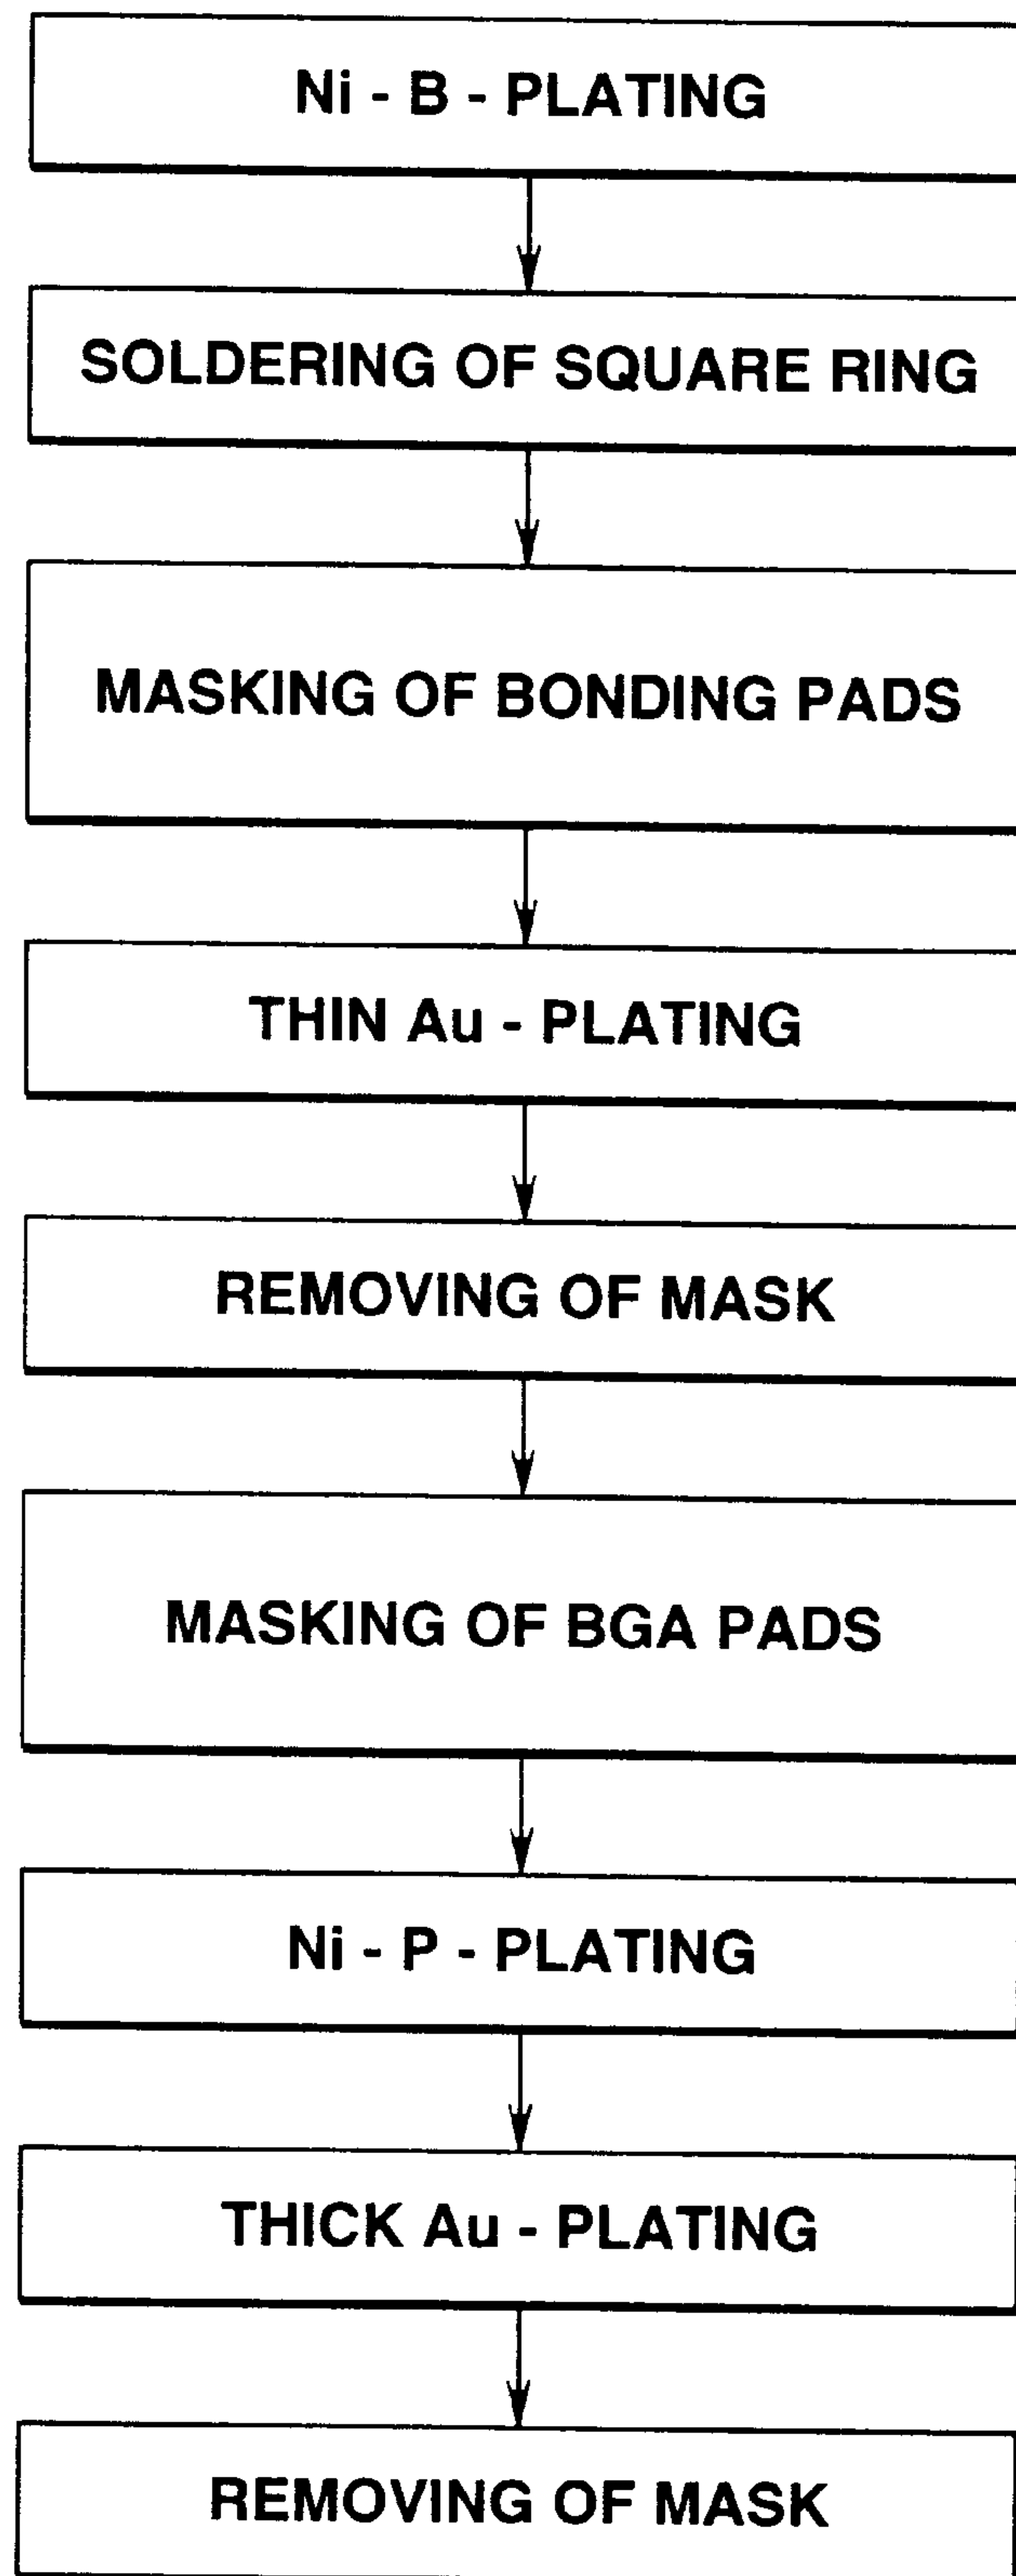 Ni - B - PLATING
SOLDERING OF SQUARE RING
MASKING OF BONDING PADS
THIN Au - PLATING
REMOVING OF MASK
MASKING OF BGA PADS
Ni - P - PLATING
THICK Au - PLATING
REMOVING OF MASK